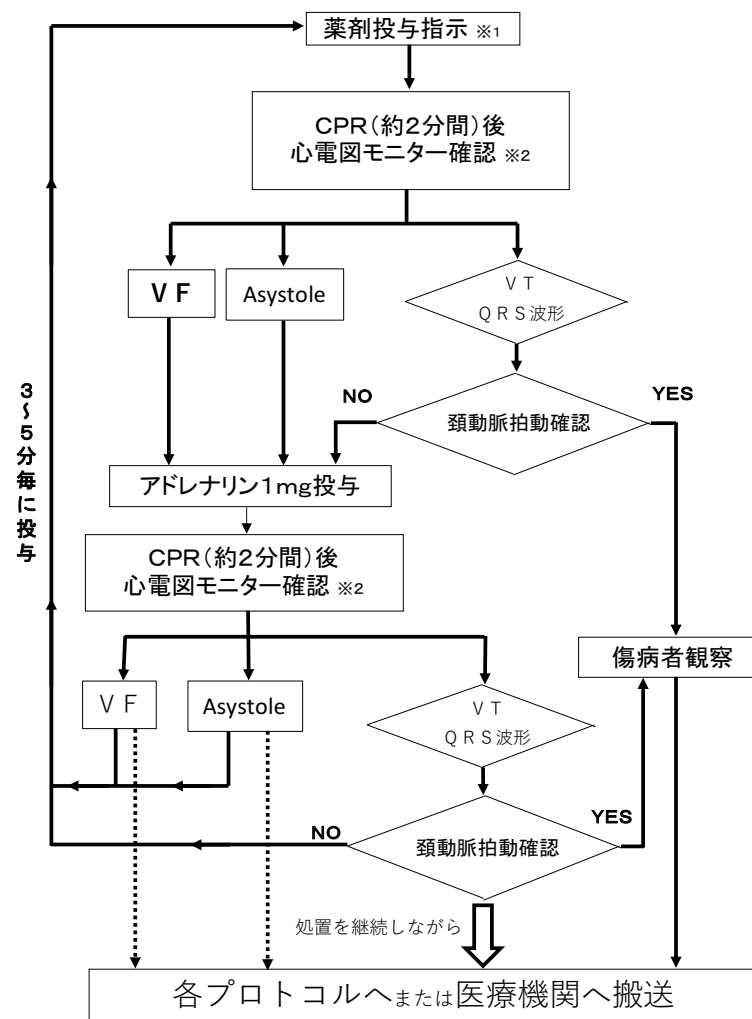 薬剤投与指示 ※1
CPR(約2分間)後
心電図モニター確認 ※2
VF
Asystole
VT
QRS波形
NO
YES
頚動脈拍動確認
3~5分毎に投与
アドレナリン1mg投与
CPR(約2分間)後
心電図モニター確認 ※2
傷病者観察
VF
Asystole
VT
QRS波形
NO
YES
頚動脈拍動確認
処置を継続しながら
各プロトコルへまたは医療機関へ搬送